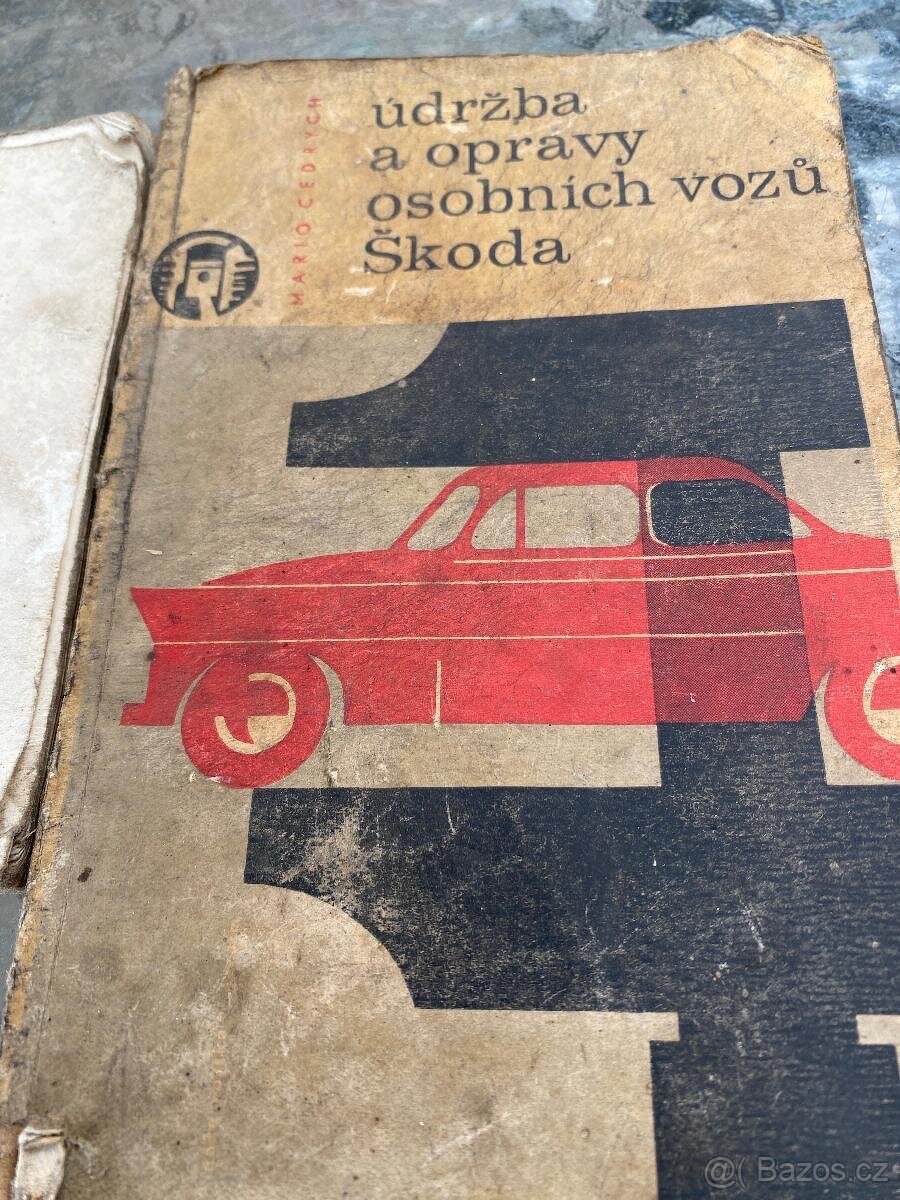 údržba
a opravy
osobních vozů
Škoda
MARIO CEDRYCH
@( Bazos.cz